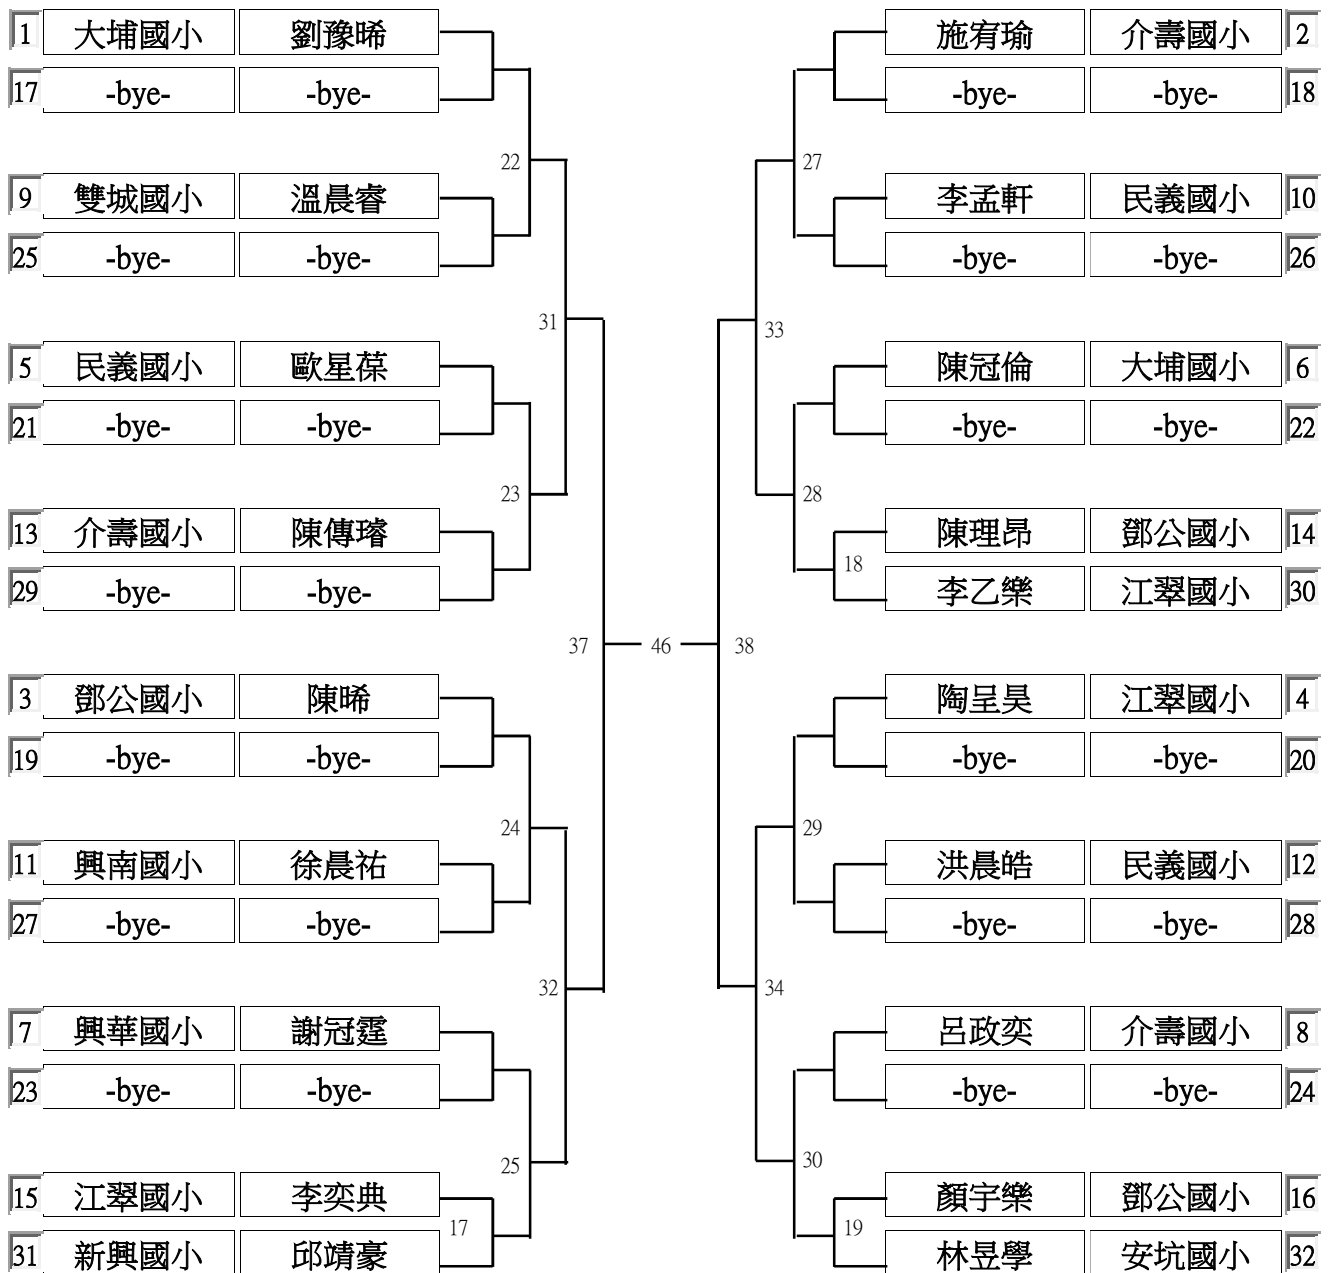 1 大埔國小 劉豫晞 施宥瑜 介壽國小 2
17 -bye- -bye- -bye- -bye- 18
22 27
9 雙城國小 溫晨睿 李孟軒 民義國小 10
25 -bye- -bye- -bye- -bye- 26
31 33
5 民義國小 歐星葆 陳冠倫 大埔國小 6
21 -bye- -bye- -bye- -bye- 22
23 28
13 介壽國小 陳傳璿 陳理昂 鄧公國小 14
18
29 -bye- -bye- 李乙樂 江翠國小 30
37 46 38
3 鄧公國小 陳晞 陶呈昊 江翠國小 4
19 -bye- -bye- -bye- -bye- 20
24 29
11 興南國小 徐晨祐 洪晨皓 民義國小 12
27 -bye- -bye- -bye- -bye- 28
32 34
7 興華國小 謝冠霆 呂政奕 介壽國小 8
23 -bye- -bye- -bye- -bye- 24
25 30
15 江翠國小 李奕典 顏宇樂 鄧公國小 16
17 19
31 新興國小 邱靖豪 林昱學 安坑國小 32